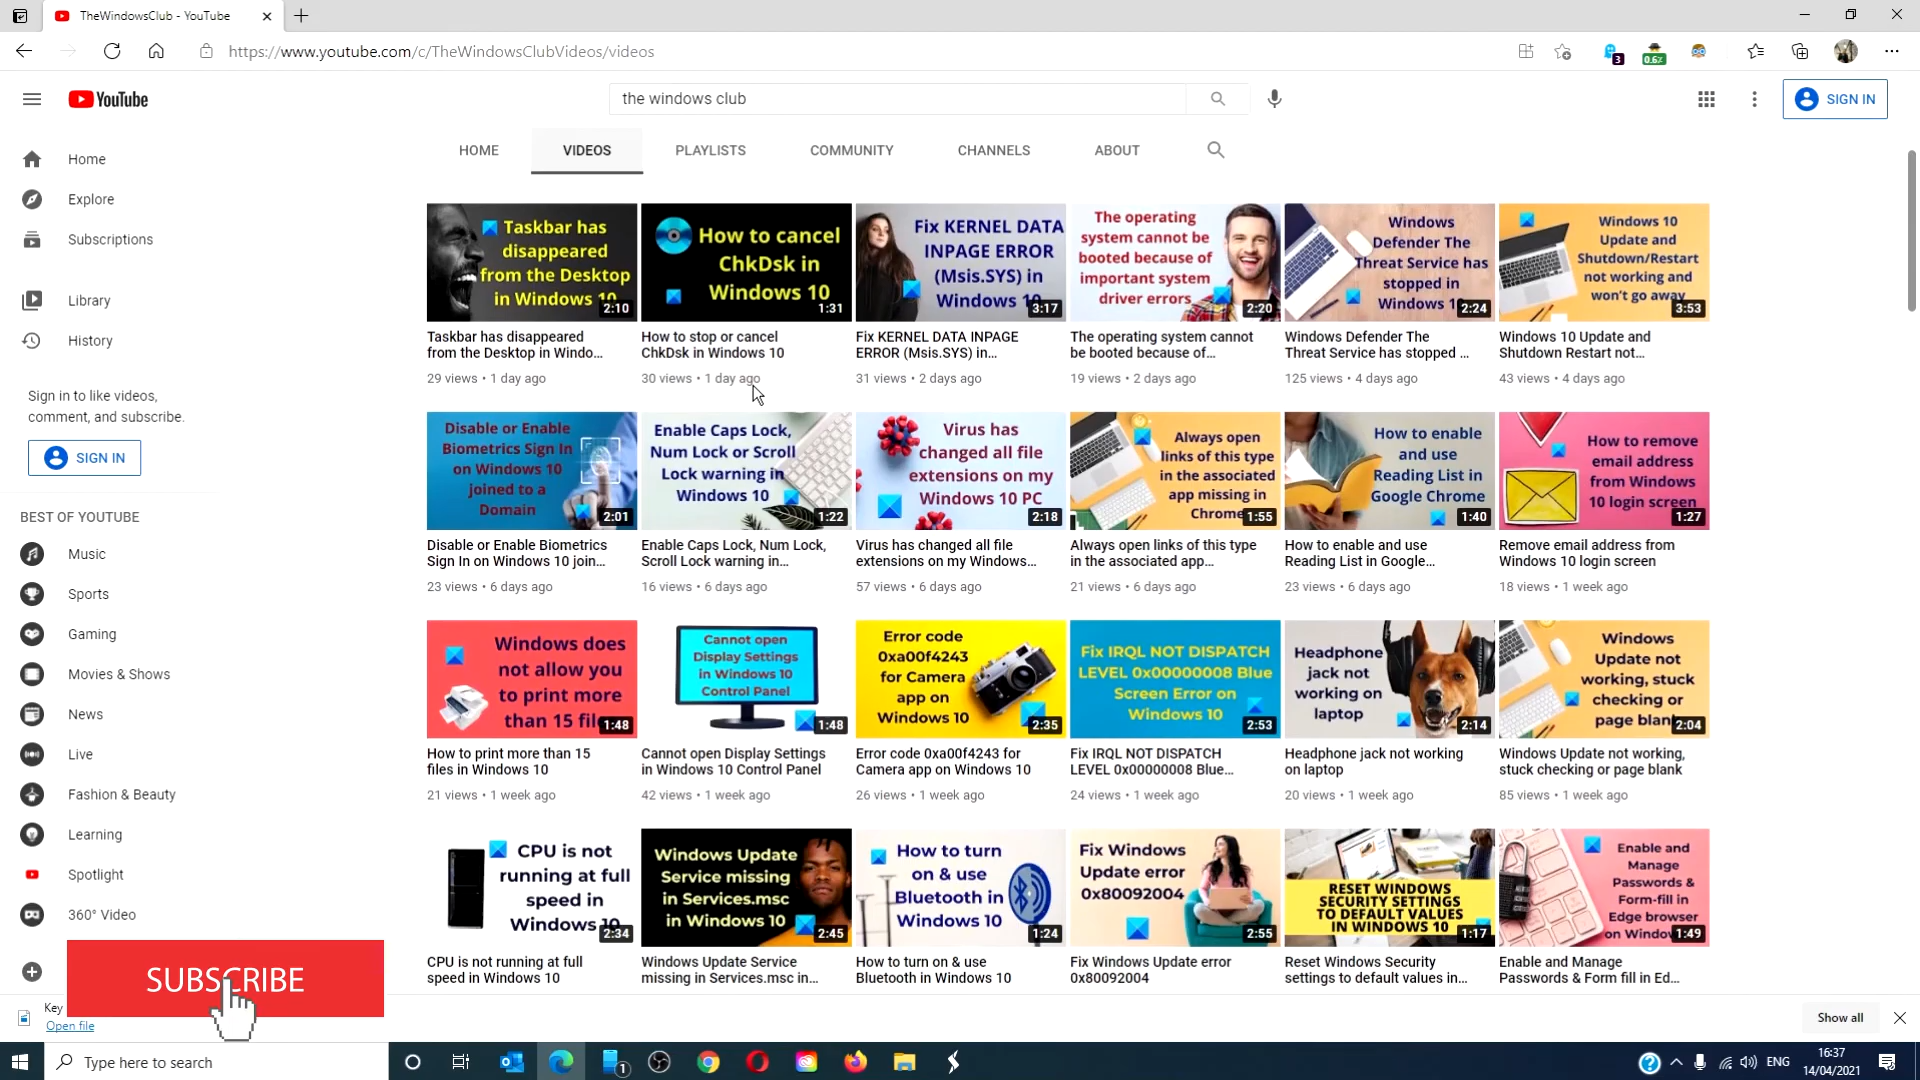 TheWindowsClub - YouTube
https://www.youtube.com/c/TheWindowsClubVideos/videos
3
0.6%
YouTube
the windows club
SIGN IN
HOME
VIDEOS
PLAYLISTS
COMMUNITY
CHANNELS
ABOUT
Home
Explore
Subscriptions
Library
History
Sign in to like videos,
comment, and subscribe.
SIGN IN
BEST OF YOUTUBE
Music
Sports
Gaming
Movies & Shows
News
Live
Fashion & Beauty
Learning
Spotlight
360° Video
SUBSCRIBE
Taskbar has
disappeared
from the Desktop
in Windows 10
2:10
Taskbar has disappeared
from the Desktop in Windo...
29 views • 1 day ago
How to cancel
ChkDsk in
Windows 10
1:31
How to stop or cancel
ChkDsk in Windows 10
30 views • 1 day ago
Fix KERNEL DATA
INPAGE ERROR
(Msis.SYS) in
Windows 10
3:17
Fix KERNEL DATA INPAGE
ERROR (Msis.SYS) in...
31 views • 2 days ago
The operating
system cannot be
booted because of
important system
driver errors
2:20
The operating system cannot
be booted because of...
19 views • 2 days ago
Windows
Defender The
Threat Service has
stopped in
Windows 1
2:24
Windows Defender The
Threat Service has stopped ...
125 views • 4 days ago
Windows 10
Update and
Shutdown/Restart
not working and
won't go away
3:53
Windows 10 Update and
Shutdown Restart not...
43 views • 4 days ago
Disable or Enable
Biometrics Sign In
on Windows 10
joined to a
Domain
2:01
Disable or Enable Biometrics
Sign In on Windows 10 join...
23 views • 6 days ago
Enable Caps Lock,
Num Lock or Scroll
Lock warning in
Windows 10
1:22
Enable Caps Lock, Num Lock,
Scroll Lock warning in...
16 views • 6 days ago
Virus has
changed all file
extensions on my
Windows 10 PC
2:18
Virus has changed all file
extensions on my Windows...
57 views • 6 days ago
Always open
links of this type
in the associated
app missing in
Chrome
1:55
Always open links of this type
in the associated app...
21 views • 6 days ago
How to enable
and use
Reading List in
Google Chrome
1:40
How to enable and use
Reading List in Google...
23 views • 6 days ago
How to remove
email address
from Windows
10 login screen
1:27
Remove email address from
Windows 10 login screen
18 views • 1 week ago
Windows does
not allow you
to print more
than 15 fil
1:48
How to print more than 15
files in Windows 10
21 views • 1 week ago
Cannot open
Display Settings
in Windows 10
Control Panel
1:48
Cannot open Display Settings
in Windows 10 Control Panel
42 views • 1 week ago
Error code
0xa00f4243
for Camera
app on
Windows 10
2:35
Error code 0xa00f4243 for
Camera app on Windows 10
26 views • 1 week ago
Fix IRQL NOT DISPATCH
LEVEL 0x00000008 Blue
Screen Error on
Windows 10
2:53
Fix IRQL NOT DISPATCH
LEVEL 0x00000008 Blue...
24 views • 1 week ago
Headphone
jack not
working on
laptop
2:14
Headphone jack not working
on laptop
20 views • 1 week ago
Windows
Update not
working, stuck
checking or
page blank
2:04
Windows Update not working,
stuck checking or page blank
85 views • 1 week ago
CPU is not
running at full
speed in
Windows 10
2:34
CPU is not running at full
speed in Windows 10
Windows Update
Service missing
in Services.msc
in Windows 10
2:45
Windows Update Service
missing in Services.msc in...
How to turn
on & use
Bluetooth in
Windows 10
1:24
How to turn on & use
Bluetooth in Windows 10
Fix Windows
Update error
0x80092004
2:55
Fix Windows Update error
0x80092004
RESET WINDOWS
SECURITY SETTINGS
TO DEFAULT VALUES
IN WINDOWS 10
1:17
Reset Windows Security
settings to default values in...
Enable and
Manage
Passwords &
Form-fill in
Edge browser
on Window
1:49
Enable and Manage
Passwords & Form fill in Ed...
Key
Open file
Show all
Type here to search
1
ENG
16:37
14/04/2021